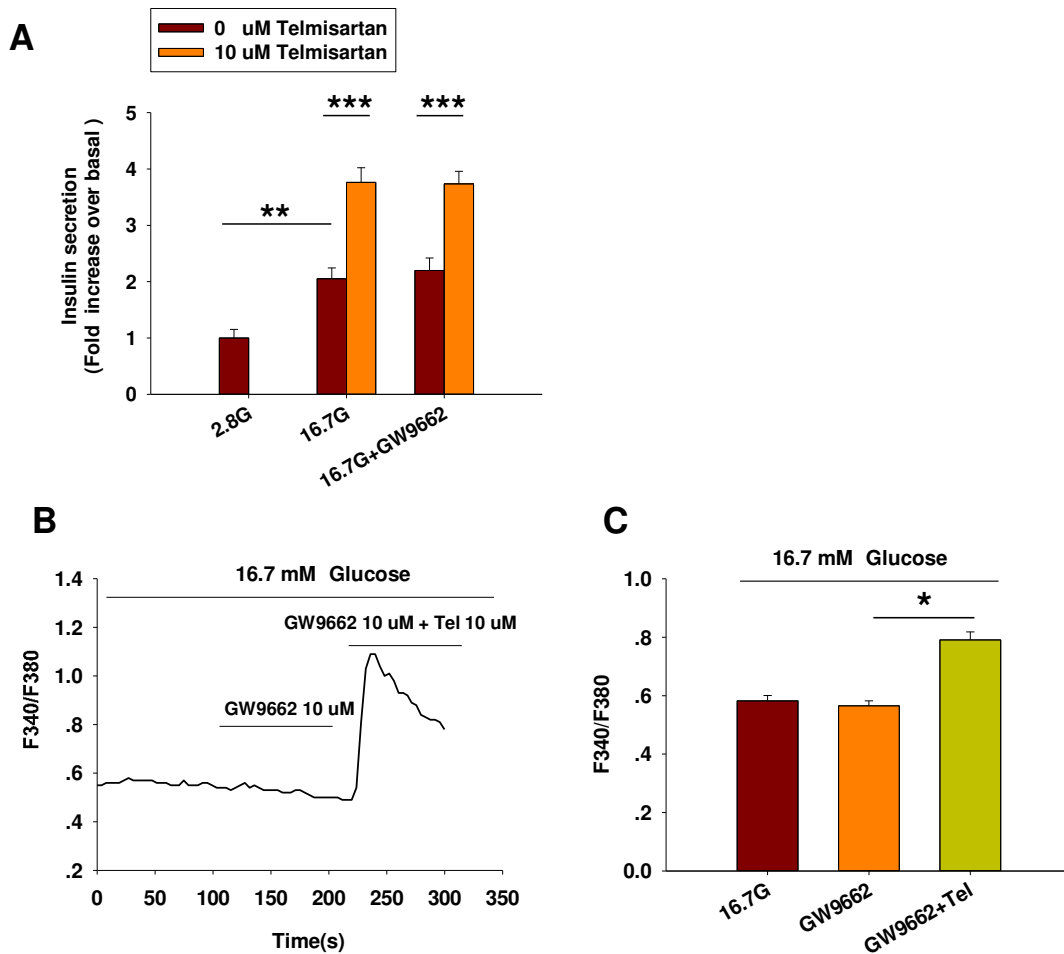 A
0 uM Telmisartan
10 uM Telmisartan
Insulin secretion
(Fold increase over basal )
5
4
3
2
1
0
***
***
**
2.8G
16.7G
16.7G+GW9662
B
16.7 mM Glucose
GW9662 10 uM + Tel 10 uM
GW9662 10 uM
F340/F380
1.4
1.2
1.0
.8
.6
.4
.2
0 50 100 150 200 250 300 350
Time(s)
C
16.7 mM Glucose
*
F340/F380
1.0
.8
.6
.4
.2
0.0
16.7G
GW9662
GW9662+Tel